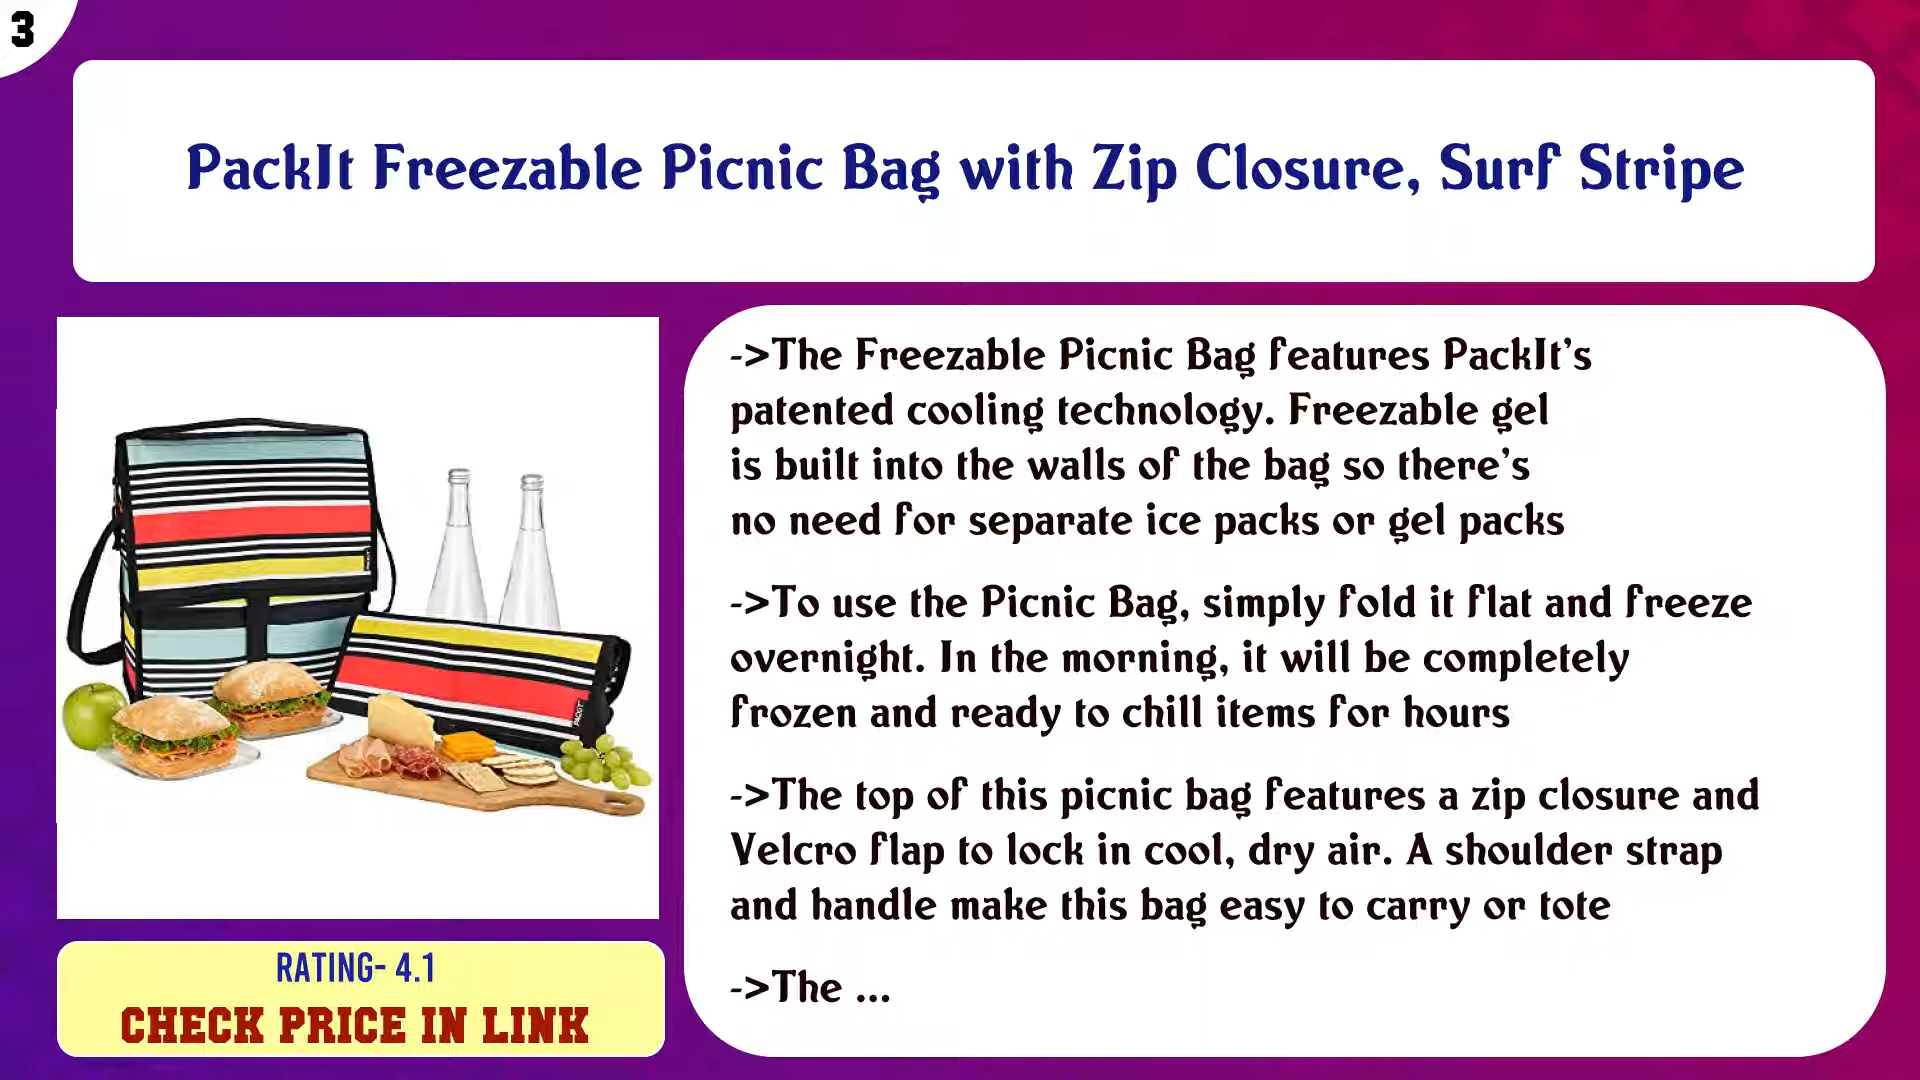 3
PackIt Freezable Picnic Bag with Zip Closure, Surf Stripe
->The Freezable Picnic Bag features PackIt's
patented cooling technology. Freezable gel
is built into the walls of the bag so there's
no need for separate ice packs or gel packs
->To use the Picnic Bag, simply fold it flat and freeze
overnight. In the morning, it will be completely
frozen and ready to chill items for hours
->The top of this picnic bag features a zip closure and
Velcro flap to lock in cool, dry air. A shoulder strap
and handle make this bag easy to carry or tote
->The ...
PACKIT
RATING- 4.1
CHECK PRICE IN LINK